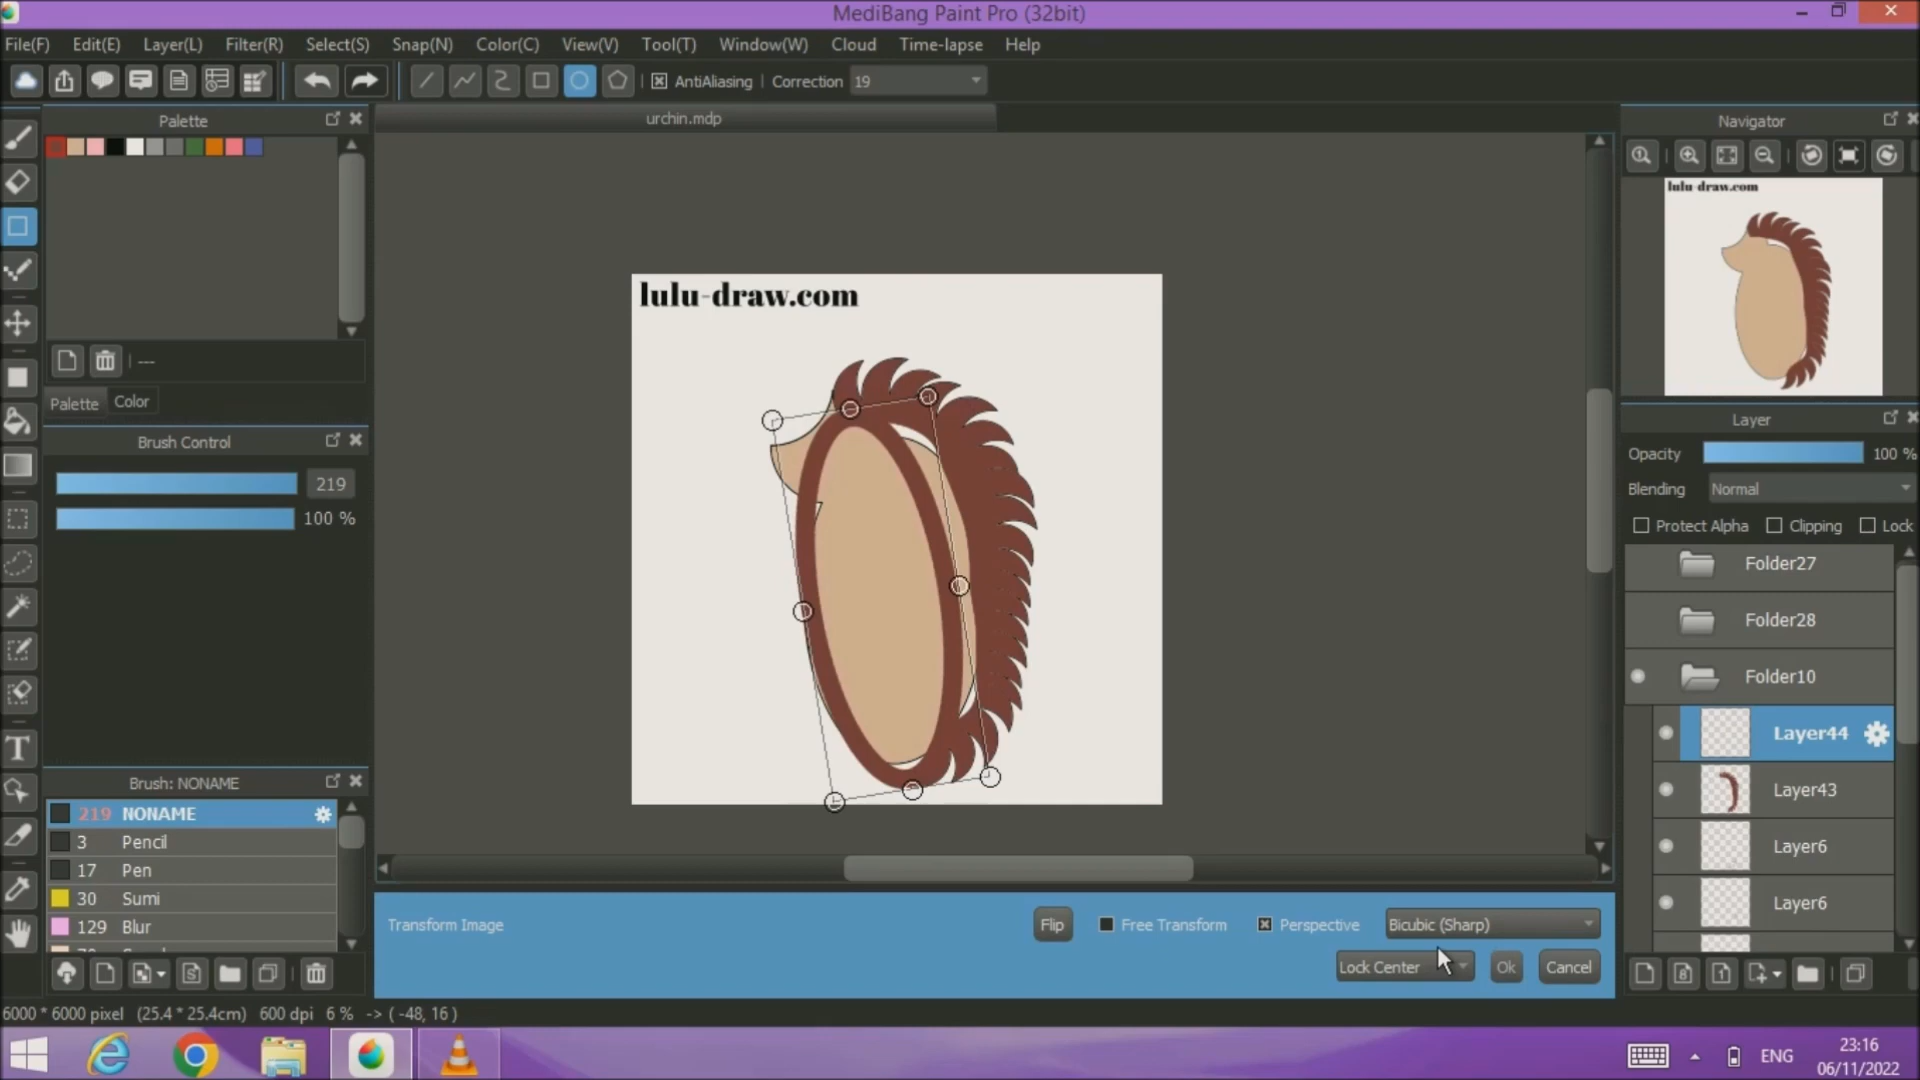 MediBang Paint Pro (32bit)
File(F) Edit(E) Layer(L) Filter(R) Select(S) Snap(N) Color(C) View(V) Tool(T) Window(W) Cloud Time-lapse Help
AntiAliasing Correction 19
Palette
urchin.mdp
Navigator
lulu-draw.com
lulu-draw.com
---
Palette Color
Brush Control
219
100 %
Layer
Opacity 100 %
Blending Normal
Protect Alpha Clipping Lock
Folder27
Folder28
Folder10
Layer44
Layer43
Layer6
Layer6
Brush: NONAME
219 NONAME
3 Pencil
17 Pen
30 Sumi
129 Blur
Transform Image Flip Free Transform Perspective Bicubic (Sharp)
Lock Center Ok Cancel
6000 * 6000 pixel (25.4 * 25.4cm) 600 dpi 6 % -> ( -48, 16 )
ENG
23:16
06/11/2022